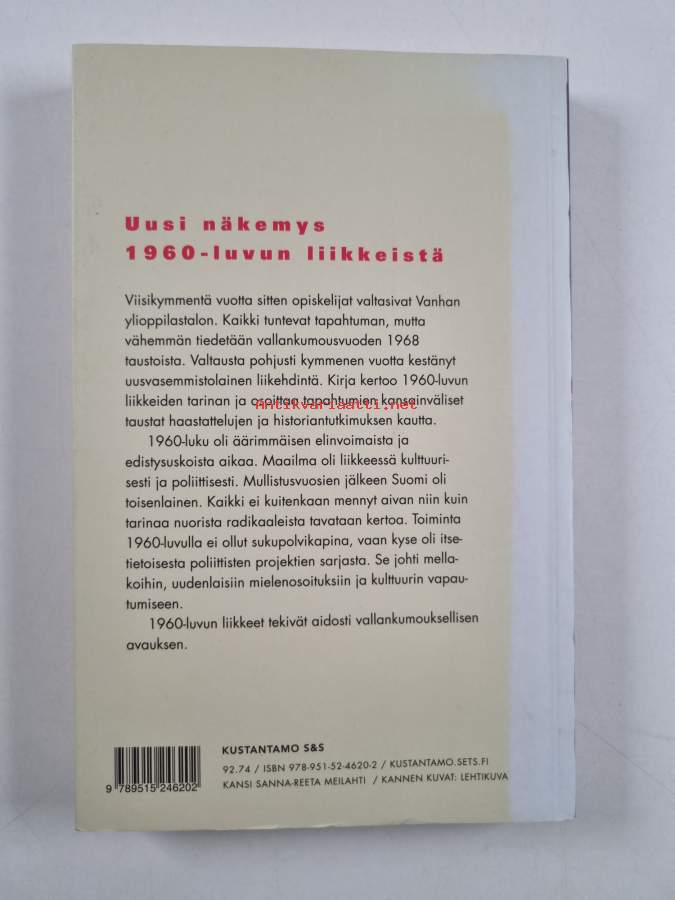 Uusi näkemys
1960-luvun liikkeistä
Viisikymmentä vuotta sitten opiskelijat valtasivat Vanhan
ylioppilastalon. Kaikki tuntevat tapahtuman, mutta
vähemmän tiedetään vallankumousvuoden 1968
taustoista. Valtausta pohjusti kymmenen vuotta kestänyt
uusvasemmistolainen liikehdintä. Kirja kertoo 1960-luvun
liikkeiden tarinan ja osoittaa tapahtumien kansainväliset
Antikvariaatti.net
taustat haastattelujen ja historiantutkimuksen kautta.
1960-luku oli äärimmäisen elinvoimaista ja
edistysuskoista aikaa. Maailma oli liikkeessä kulttuuri-
sesti ja poliittisesti. Mullistusvuosien jälkeen Suomi oli
toisenlainen. Kaikki ei kuitenkaan mennyt aivan niin kuin
tarinaa nuorista radikaaleista tavataan kertoa. Toiminta
1960-luvulla ei ollut sukupolvikapina, vaan kyse oli itse-
tietoisesta poliittisten projektien sarjasta. Se johti mella-
koihin, uudenlaisiin mielenosoituksiin ja kulttuurin vapau-
tumiseen.
1960-luvun liikkeet tekivät aidosti vallankumouksellisen
avauksen.
KUSTANTAMO S&S
92.74 / ISBN 978-951-52-4620-2 / KUSTANTAMO.SETS.FI
KANSI SANNA-REETA MEILAHTI / KANNEN KUVAT: LEHTIKUVA
9 789515 246202